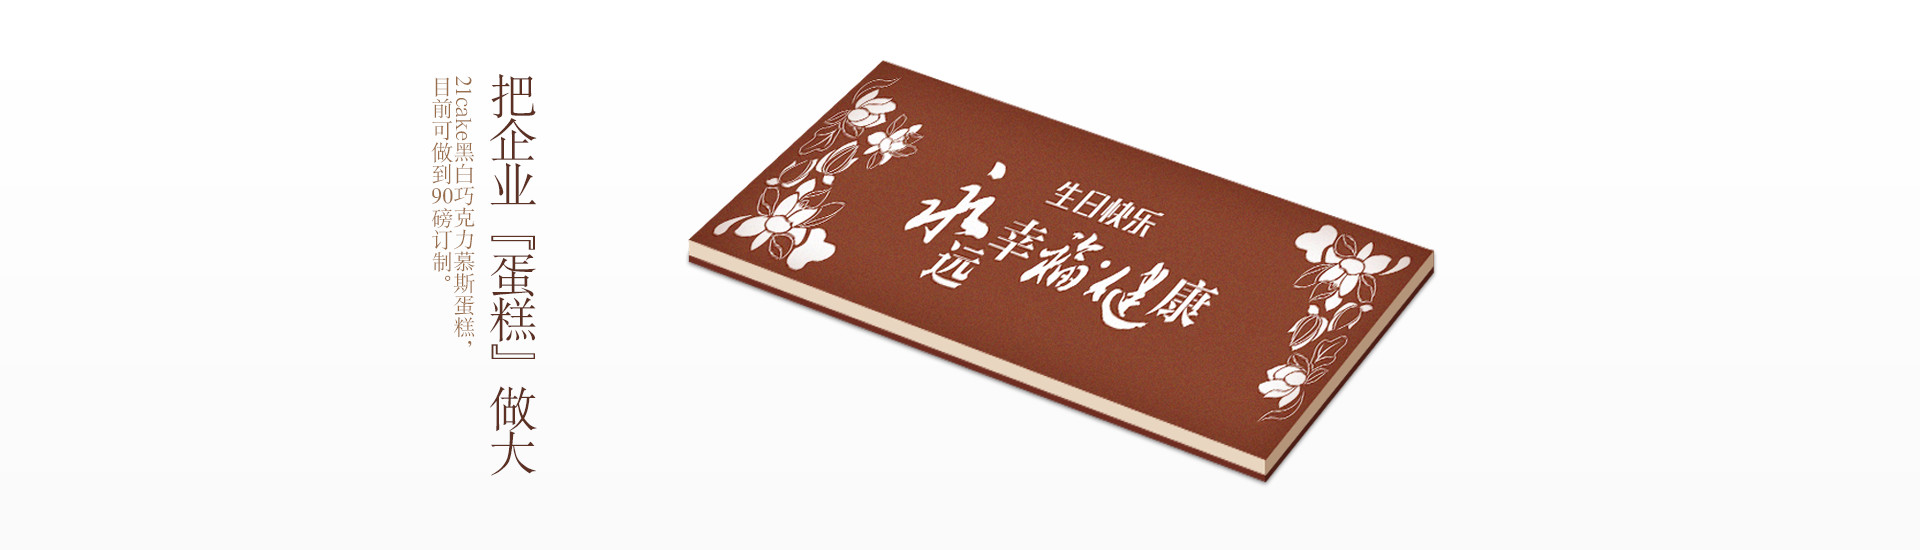 把企业『蛋糕』做大
21cake黑白巧克力慕斯蛋糕，
目前可做到90磅订制。
生日快乐
永远幸福·健康